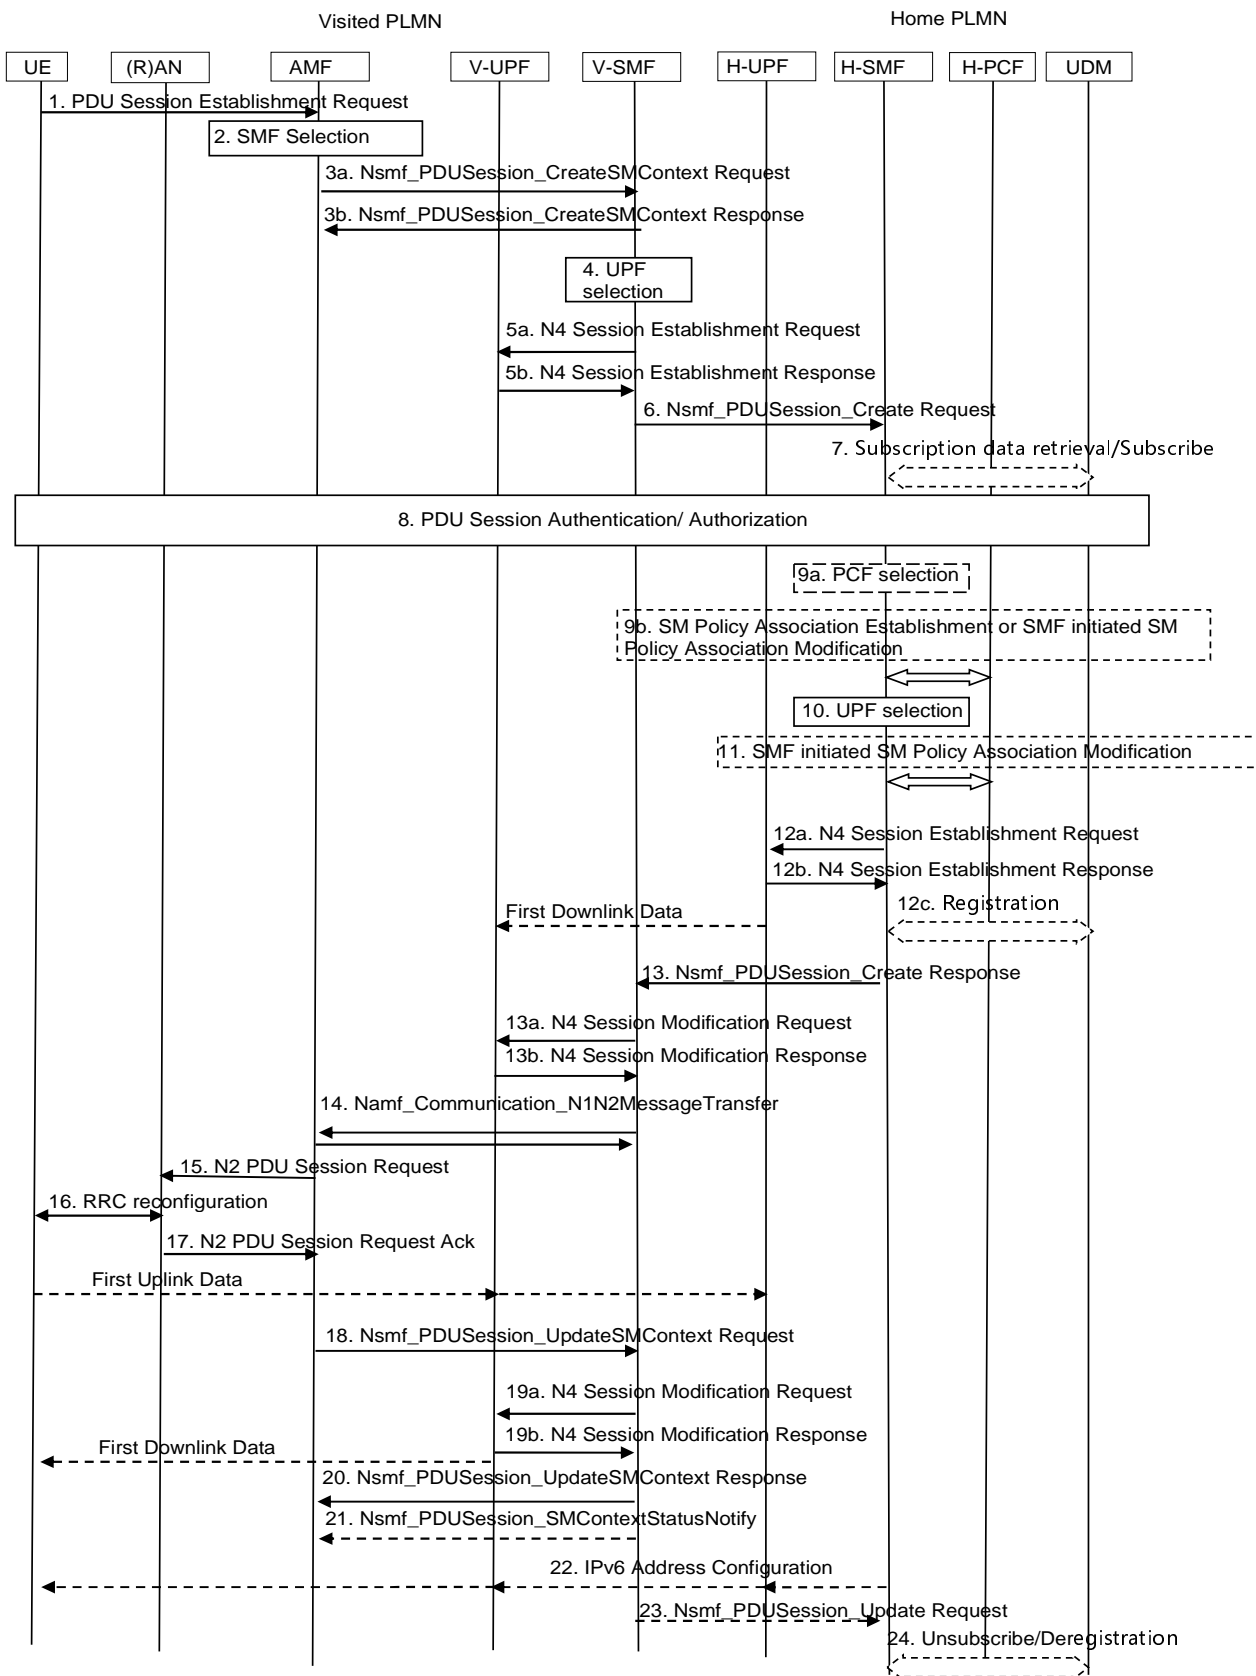 Visited PLMN
Home PLMN
UE
(R)AN
AMF
V-UPF
V-SMF
H-UPF
H-SMF
H-PCF
UDM
1. PDU Session Establishment Request
2. SMF Selection
3a. Nsmf_PDUSession_CreateSMContext Request
3b. Nsmf_PDUSession_CreateSMContext Response
4. UPF
selection
5a. N4 Session Establishment Request
5b. N4 Session Establishment Response
6. Nsmf_PDUSession_Create Request
7. Subscription data retrieval/Subscribe
8. PDU Session Authentication/ Authorization
9a. PCF selection
9b. SM Policy Association Establishment or SMF initiated SM
Policy Association Modification
10. UPF selection
11. SMF initiated SM Policy Association Modification
12a. N4 Session Establishment Request
12b. N4 Session Establishment Response
12c. Registration
First Downlink Data
13. Nsmf_PDUSession_Create Response
13a. N4 Session Modification Request
13b. N4 Session Modification Response
14. Namf_Communication_N1N2MessageTransfer
15. N2 PDU Session Request
16. RRC reconfiguration
17. N2 PDU Session Request Ack
First Uplink Data
18. Nsmf_PDUSession_UpdateSMContext Request
19a. N4 Session Modification Request
19b. N4 Session Modification Response
First Downlink Data
20. Nsmf_PDUSession_UpdateSMContext Response
21. Nsmf_PDUSession_SMContextStatusNotify
22. IPv6 Address Configuration
23. Nsmf_PDUSession_Update Request
24. Unsubscribe/Deregistration